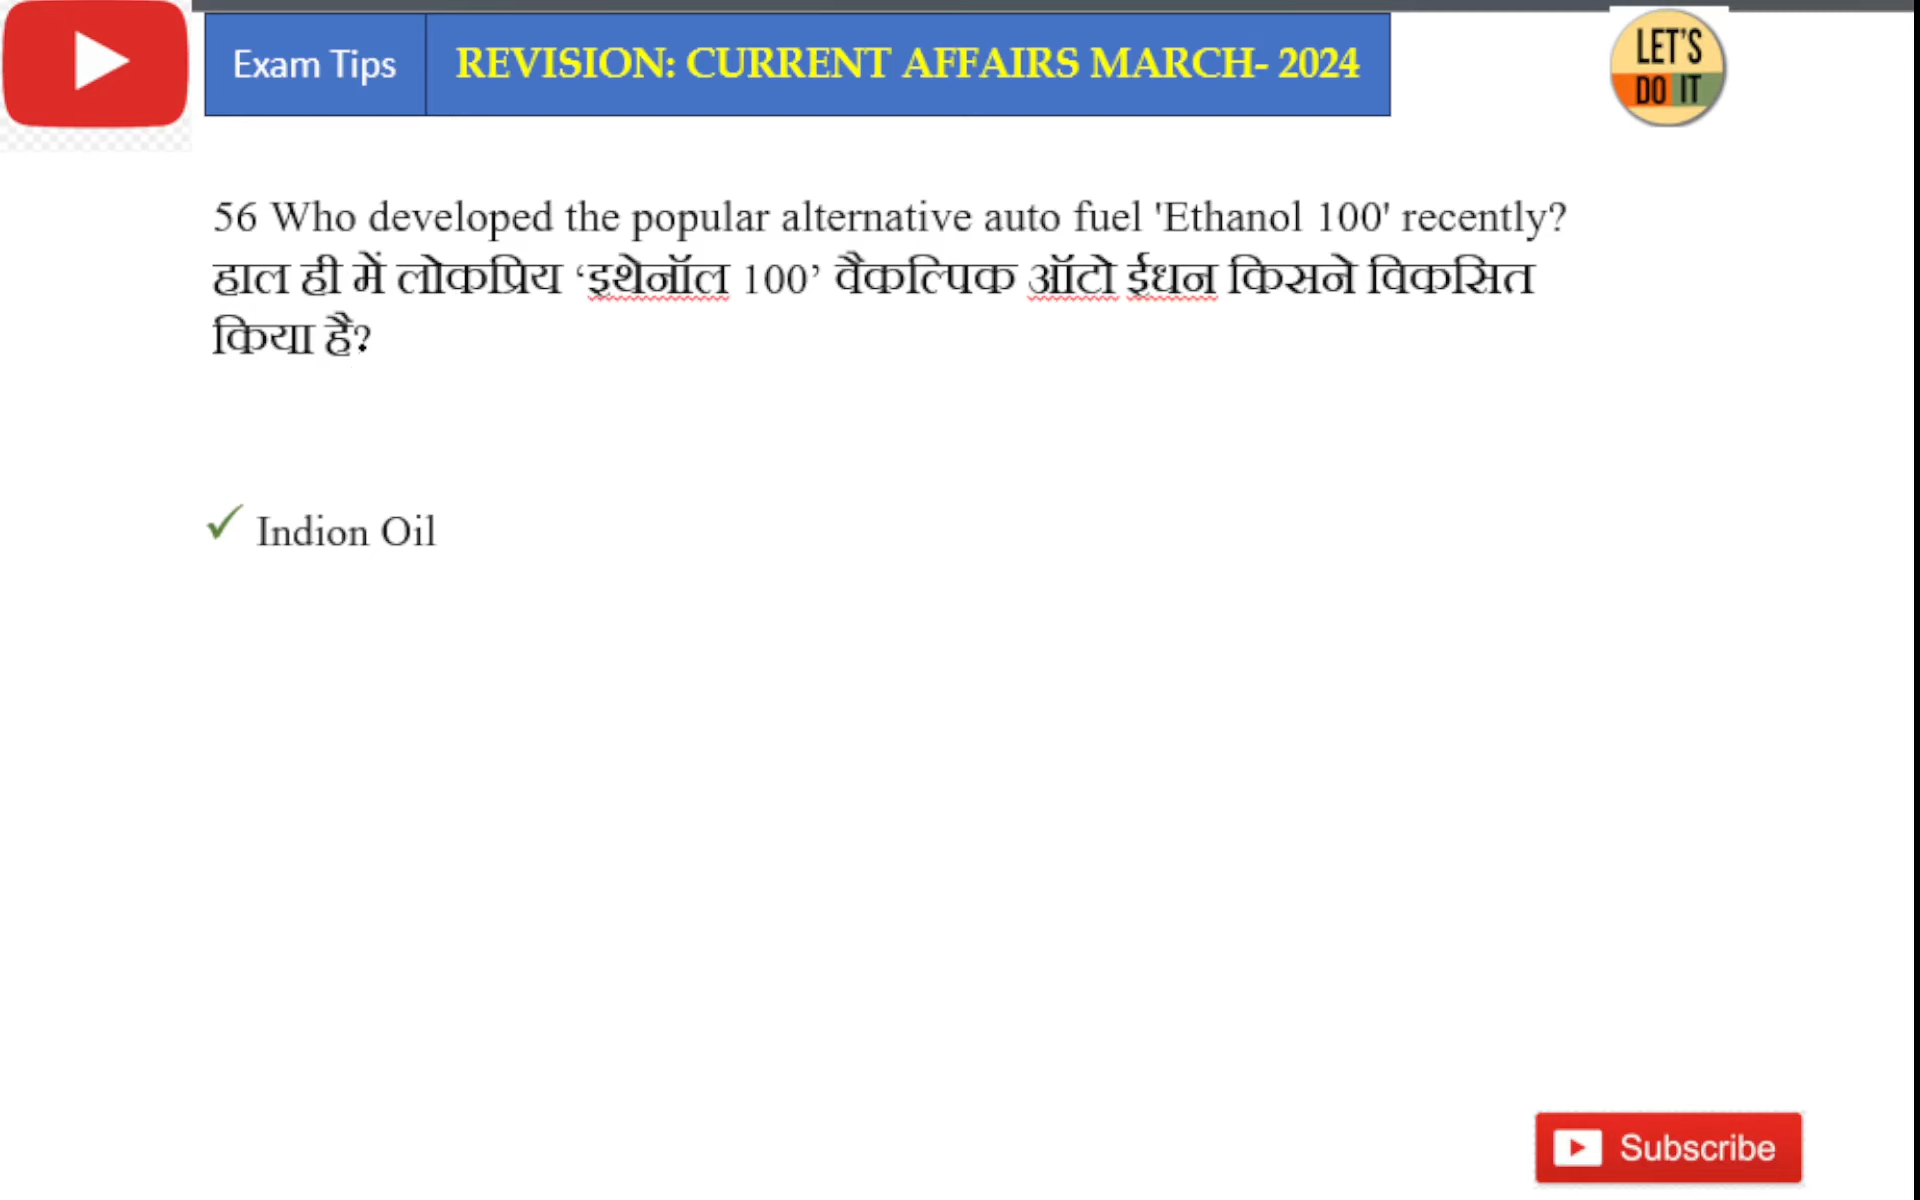 Exam Tips
REVISION: CURRENT AFFAIRS MARCH- 2024
LET'S
DO IT
56 Who developed the popular alternative auto fuel 'Ethanol 100' recently?
हाल ही में लोकप्रिय ‘इथेनॉल 100’ वैकल्पिक ऑटो ईधन किसने विकसित
किया है?
✓ Indion Oil
Subscribe